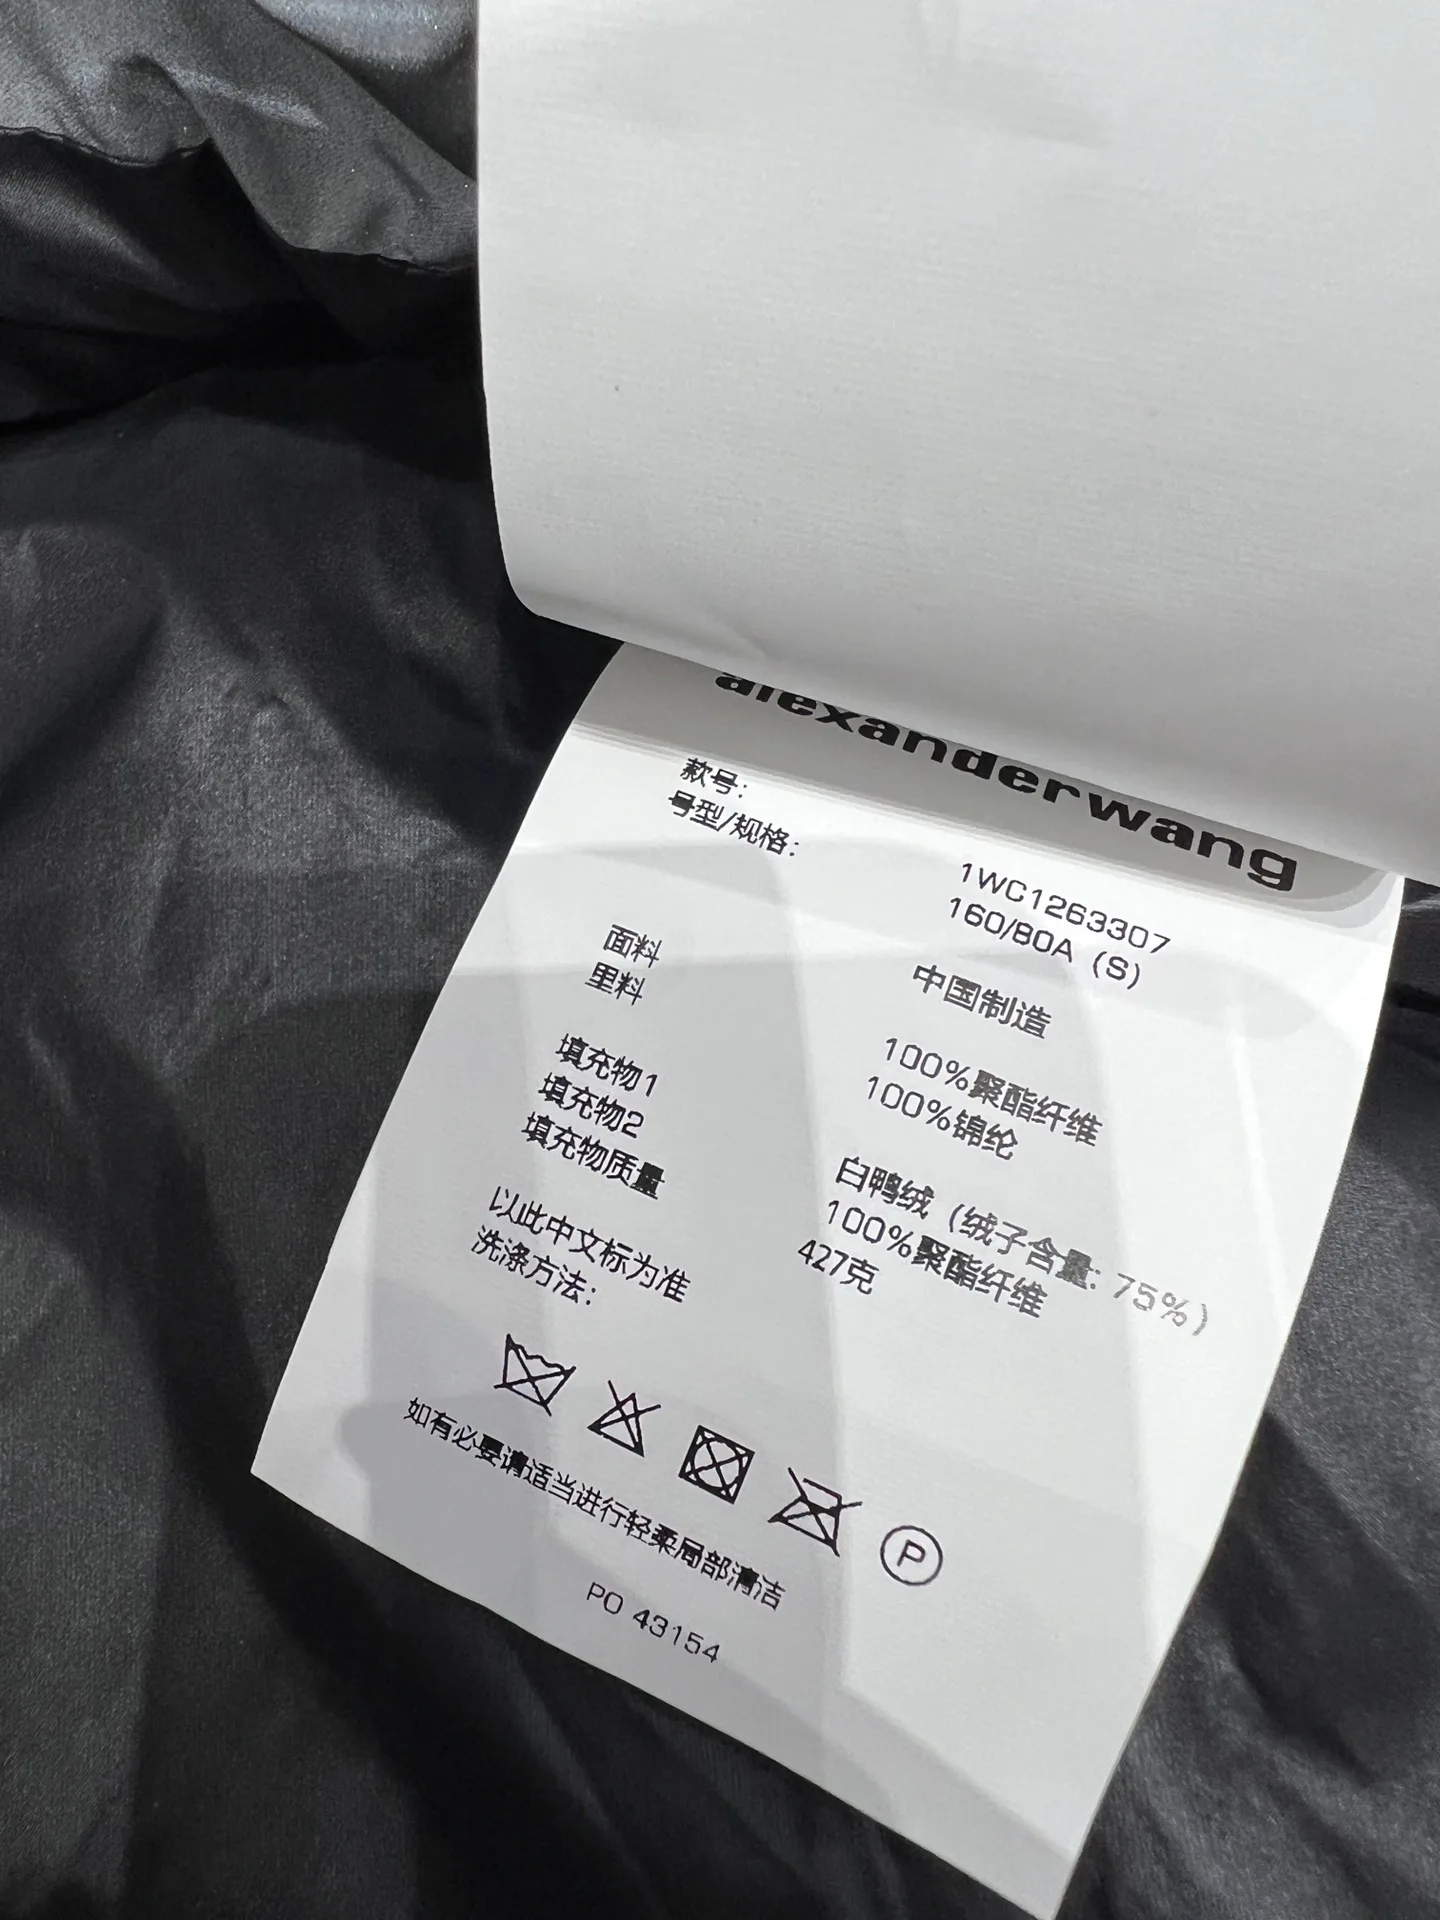 alexanderwang
款号: 1WC1263307
号型/规格: 160/80A (S)
中国制造
面料 100%聚酯纤维
里料 100%锦纶
填充物1 白鸭绒 (绒子含量: 75%)
填充物2 100%聚酯纤维
填充物质量 427克
以此中文标为准
洗涤方法:
P
如有必要请适当进行轻柔局部清洁
PO 43154